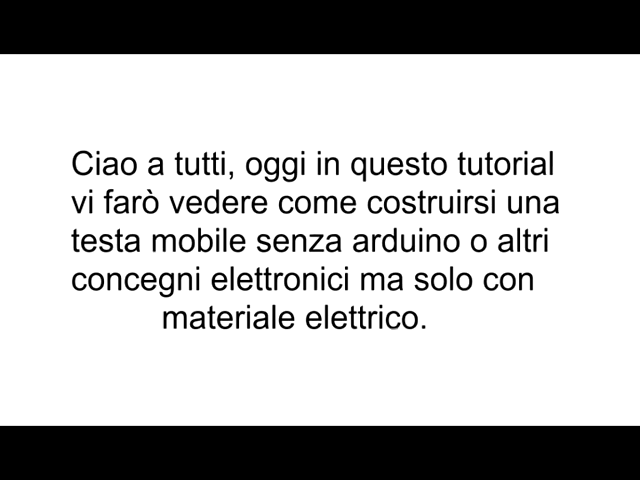 Ciao a tutti, oggi in questo tutorial
vi farò vedere come costruirsi una
testa mobile senza arduino o altri
concegni elettronici ma solo con
materiale elettrico.